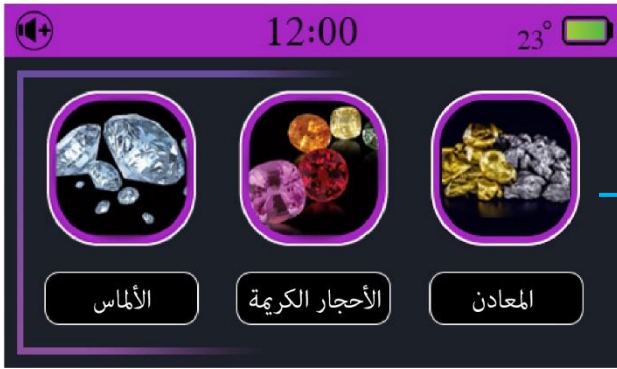 12:00
23°
المعادن
الأحجار الكريمة
الألماس